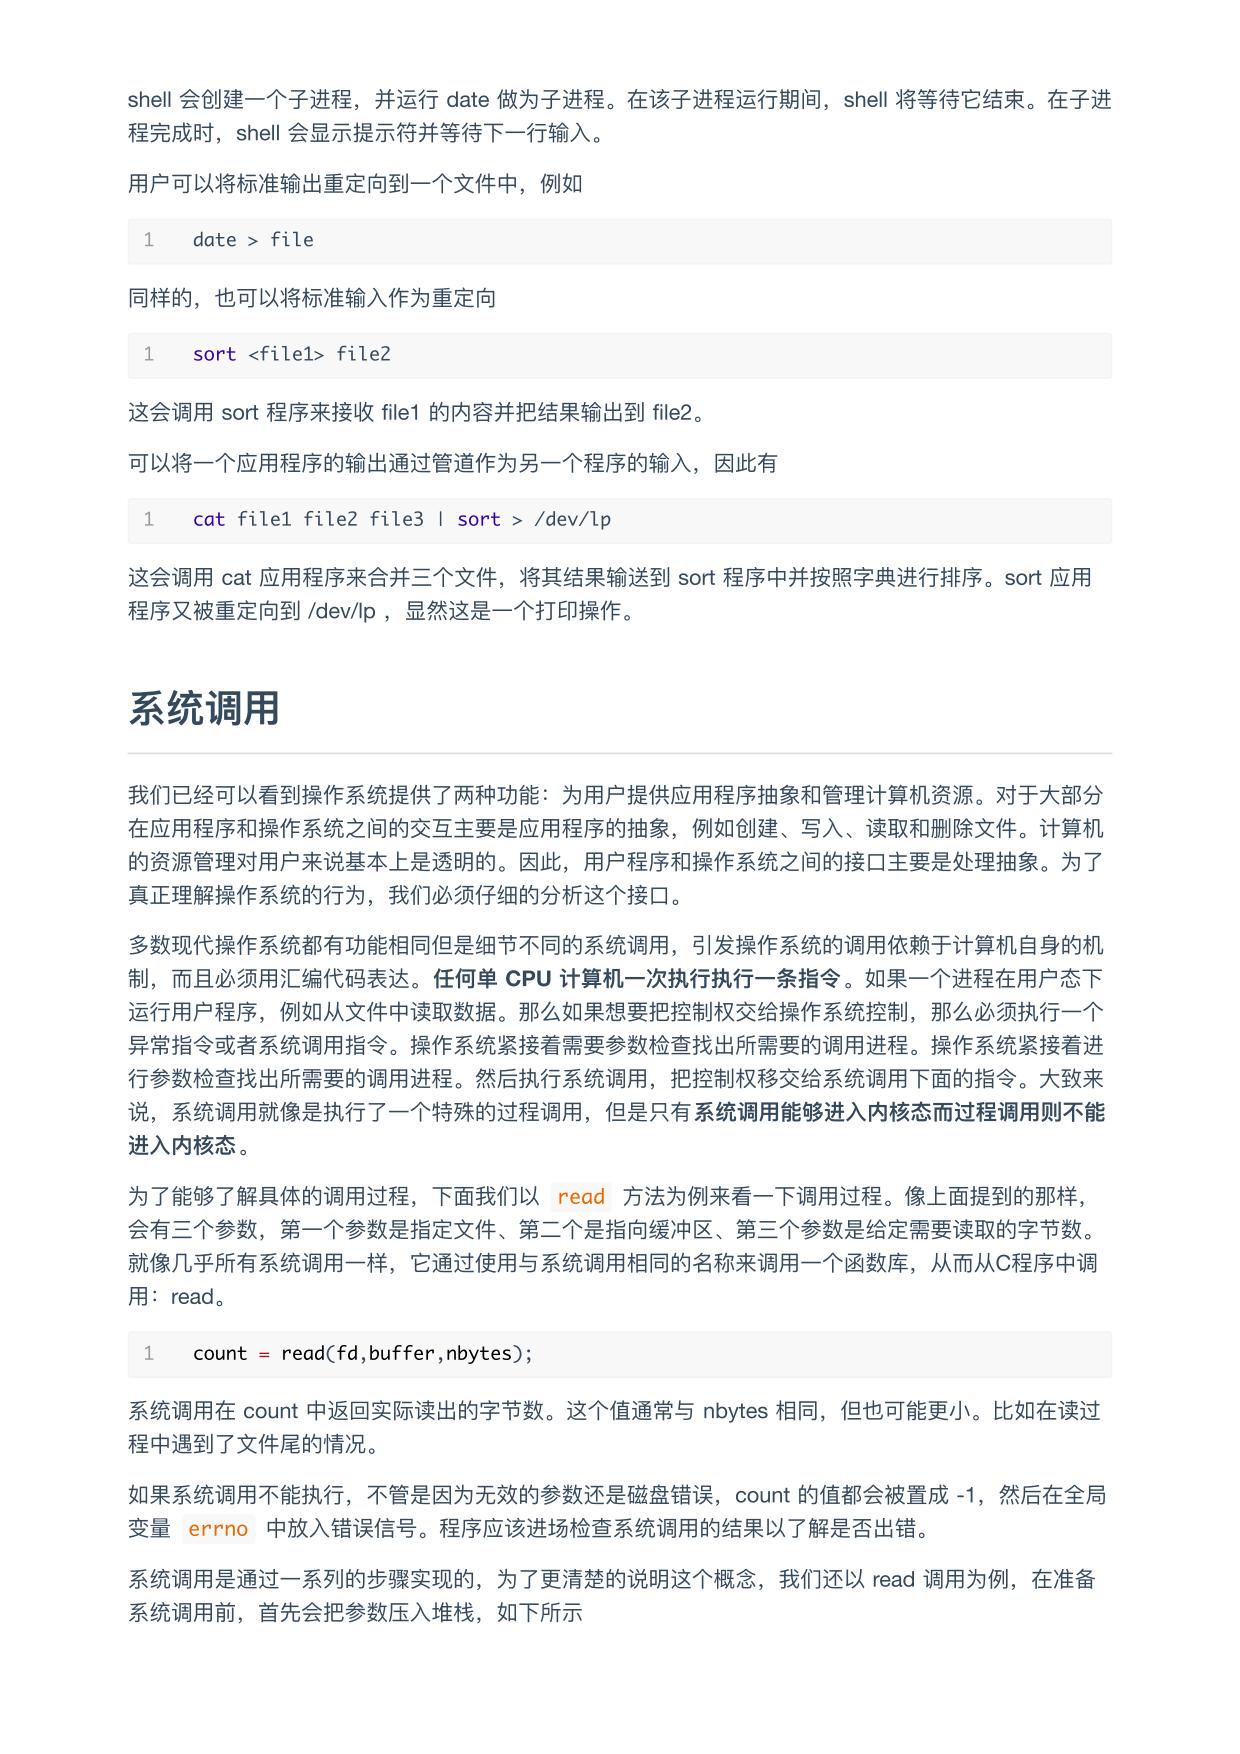 shell 会创建一个子进程，并运行 date 做为子进程。在该子进程运行期间，shell 将等待它结束。在子进
程完成时，shell 会显示提示符并等待下一行输入。
用户可以将标准输出重定向到一个文件中，例如
1 date > file
同样的，也可以将标准输入作为重定向
1 sort <file1> file2
这会调用 sort 程序来接收 file1 的内容并把结果输出到 file2。
可以将一个应用程序的输出通过管道作为另一个程序的输入，因此有
1 cat file1 file2 file3 | sort > /dev/lp
这会调用 cat 应用程序来合并三个文件，将其结果输送到 sort 程序中并按照字典进行排序。sort 应用
程序又被重定向到 /dev/lp ，显然这是一个打印操作。
系统调用
我们已经可以看到操作系统提供了两种功能：为用户提供应用程序抽象和管理计算机资源。对于大部分
在应用程序和操作系统之间的交互主要是应用程序的抽象，例如创建、写入、读取和删除文件。计算机
的资源管理对用户来说基本上是透明的。因此，用户程序和操作系统之间的接口主要是处理抽象。为了
真正理解操作系统的行为，我们必须仔细的分析这个接口。
多数现代操作系统都有功能相同但是细节不同的系统调用，引发操作系统的调用依赖于计算机自身的机
制，而且必须用汇编代码表达。任何单 CPU 计算机一次执行执行一条指令。如果一个进程在用户态下
运行用户程序，例如从文件中读取数据。那么如果想要把控制权交给操作系统控制，那么必须执行一个
异常指令或者系统调用指令。操作系统紧接着需要参数检查找出所需要的调用进程。操作系统紧接着进
行参数检查找出所需要的调用进程。然后执行系统调用，把控制权移交给系统调用下面的指令。大致来
说，系统调用就像是执行了一个特殊的过程调用，但是只有系统调用能够进入内核态而过程调用则不能
进入内核态。
为了能够了解具体的调用过程，下面我们以 read 方法为例来看一下调用过程。像上面提到的那样，
会有三个参数，第一个参数是指定文件、第二个是指向缓冲区、第三个参数是给定需要读取的字节数。
就像几乎所有系统调用一样，它通过使用与系统调用相同的名称来调用一个函数库，从而从C程序中调
用：read。
1 count = read(fd,buffer,nbytes);
系统调用在 count 中返回实际读出的字节数。这个值通常与 nbytes 相同，但也可能更小。比如在读过
程中遇到了文件尾的情况。
如果系统调用不能执行，不管是因为无效的参数还是磁盘错误，count 的值都会被置成 -1，然后在全局
变量 errno 中放入错误信号。程序应该进场检查系统调用的结果以了解是否出错。
系统调用是通过一系列的步骤实现的，为了更清楚的说明这个概念，我们还以 read 调用为例，在准备
系统调用前，首先会把参数压入堆栈，如下所示